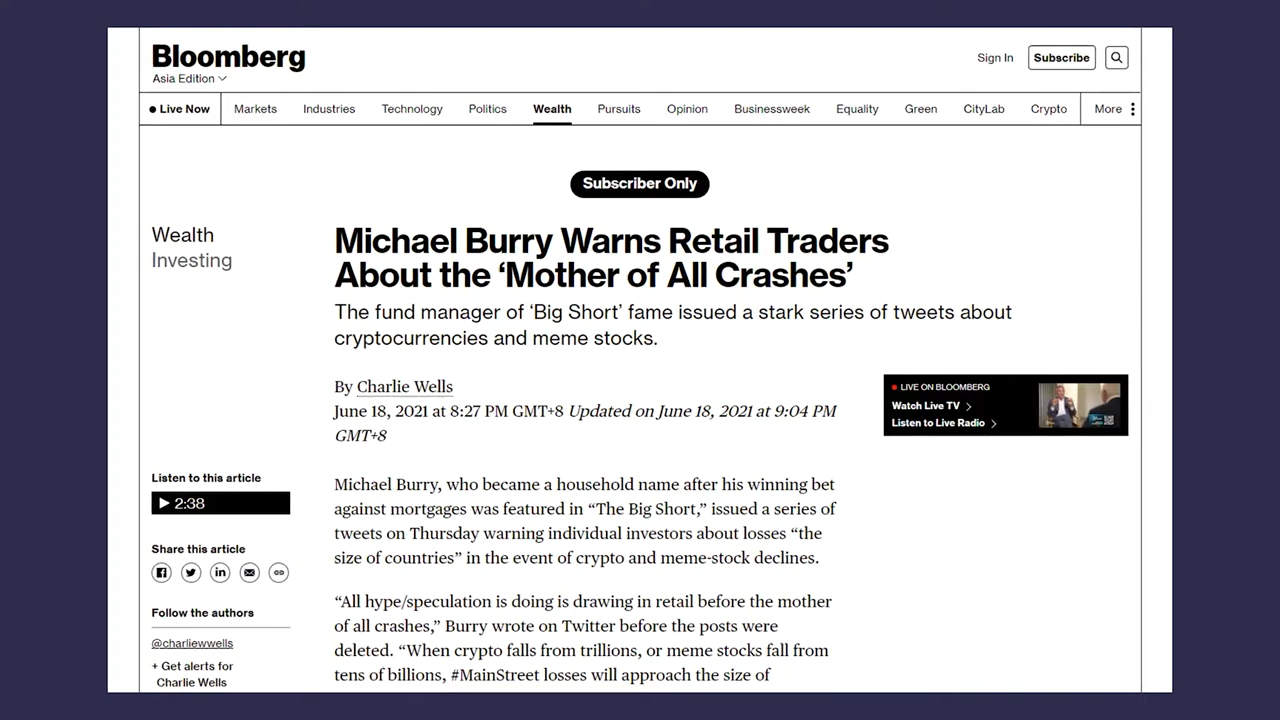 Bloomberg
Asia Edition
Sign In
Subscribe
Live Now
Markets
Industries
Technology
Politics
Wealth
Pursuits
Opinion
Businessweek
Equality
Green
CityLab
Crypto
More
Subscriber Only
Wealth
Investing
Michael Burry Warns Retail Traders
About the ‘Mother of All Crashes’
The fund manager of ‘Big Short’ fame issued a stark series of tweets about
cryptocurrencies and meme stocks.
By Charlie Wells
June 18, 2021 at 8:27 PM GMT+8 Updated on June 18, 2021 at 9:04 PM
GMT+8
LIVE ON BLOOMBERG
Watch Live TV
Listen to Live Radio
Listen to this article
2:38
Share this article
Follow the authors
@charliewwells
+ Get alerts for
Charlie Wells
Michael Burry, who became a household name after his winning bet
against mortgages was featured in “The Big Short,” issued a series of
tweets on Thursday warning individual investors about losses “the
size of countries” in the event of crypto and meme-stock declines.
“All hype/speculation is doing is drawing in retail before the mother
of all crashes,” Burry wrote on Twitter before the posts were
deleted. “When crypto falls from trillions, or meme stocks fall from
tens of billions, #MainStreet losses will approach the size of